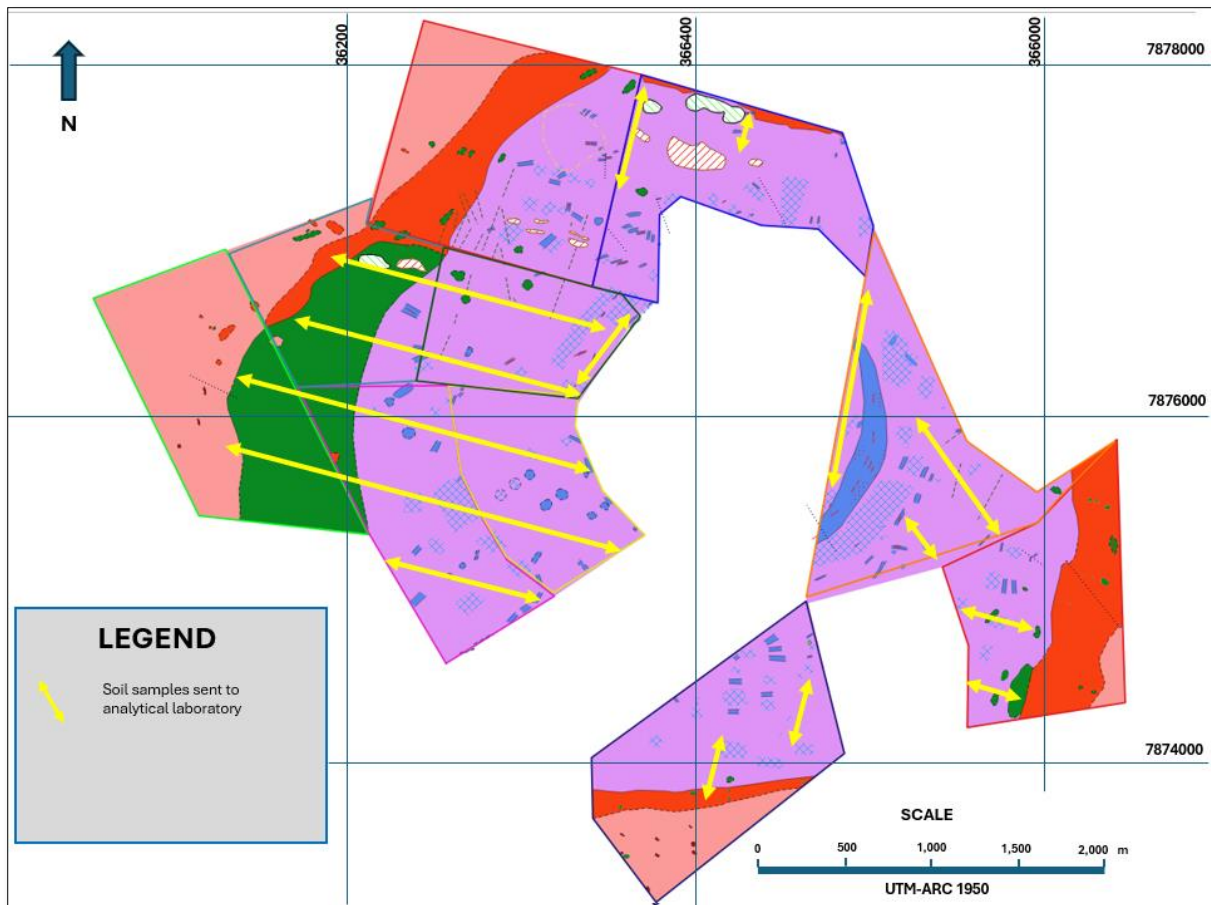 36200
366400
366000
7878000
N
7876000
LEGEND
Soil samples sent to
analytical laboratory
7874000
SCALE
0 500 1,000 1,500 2,000 m
UTM-ARC 1950